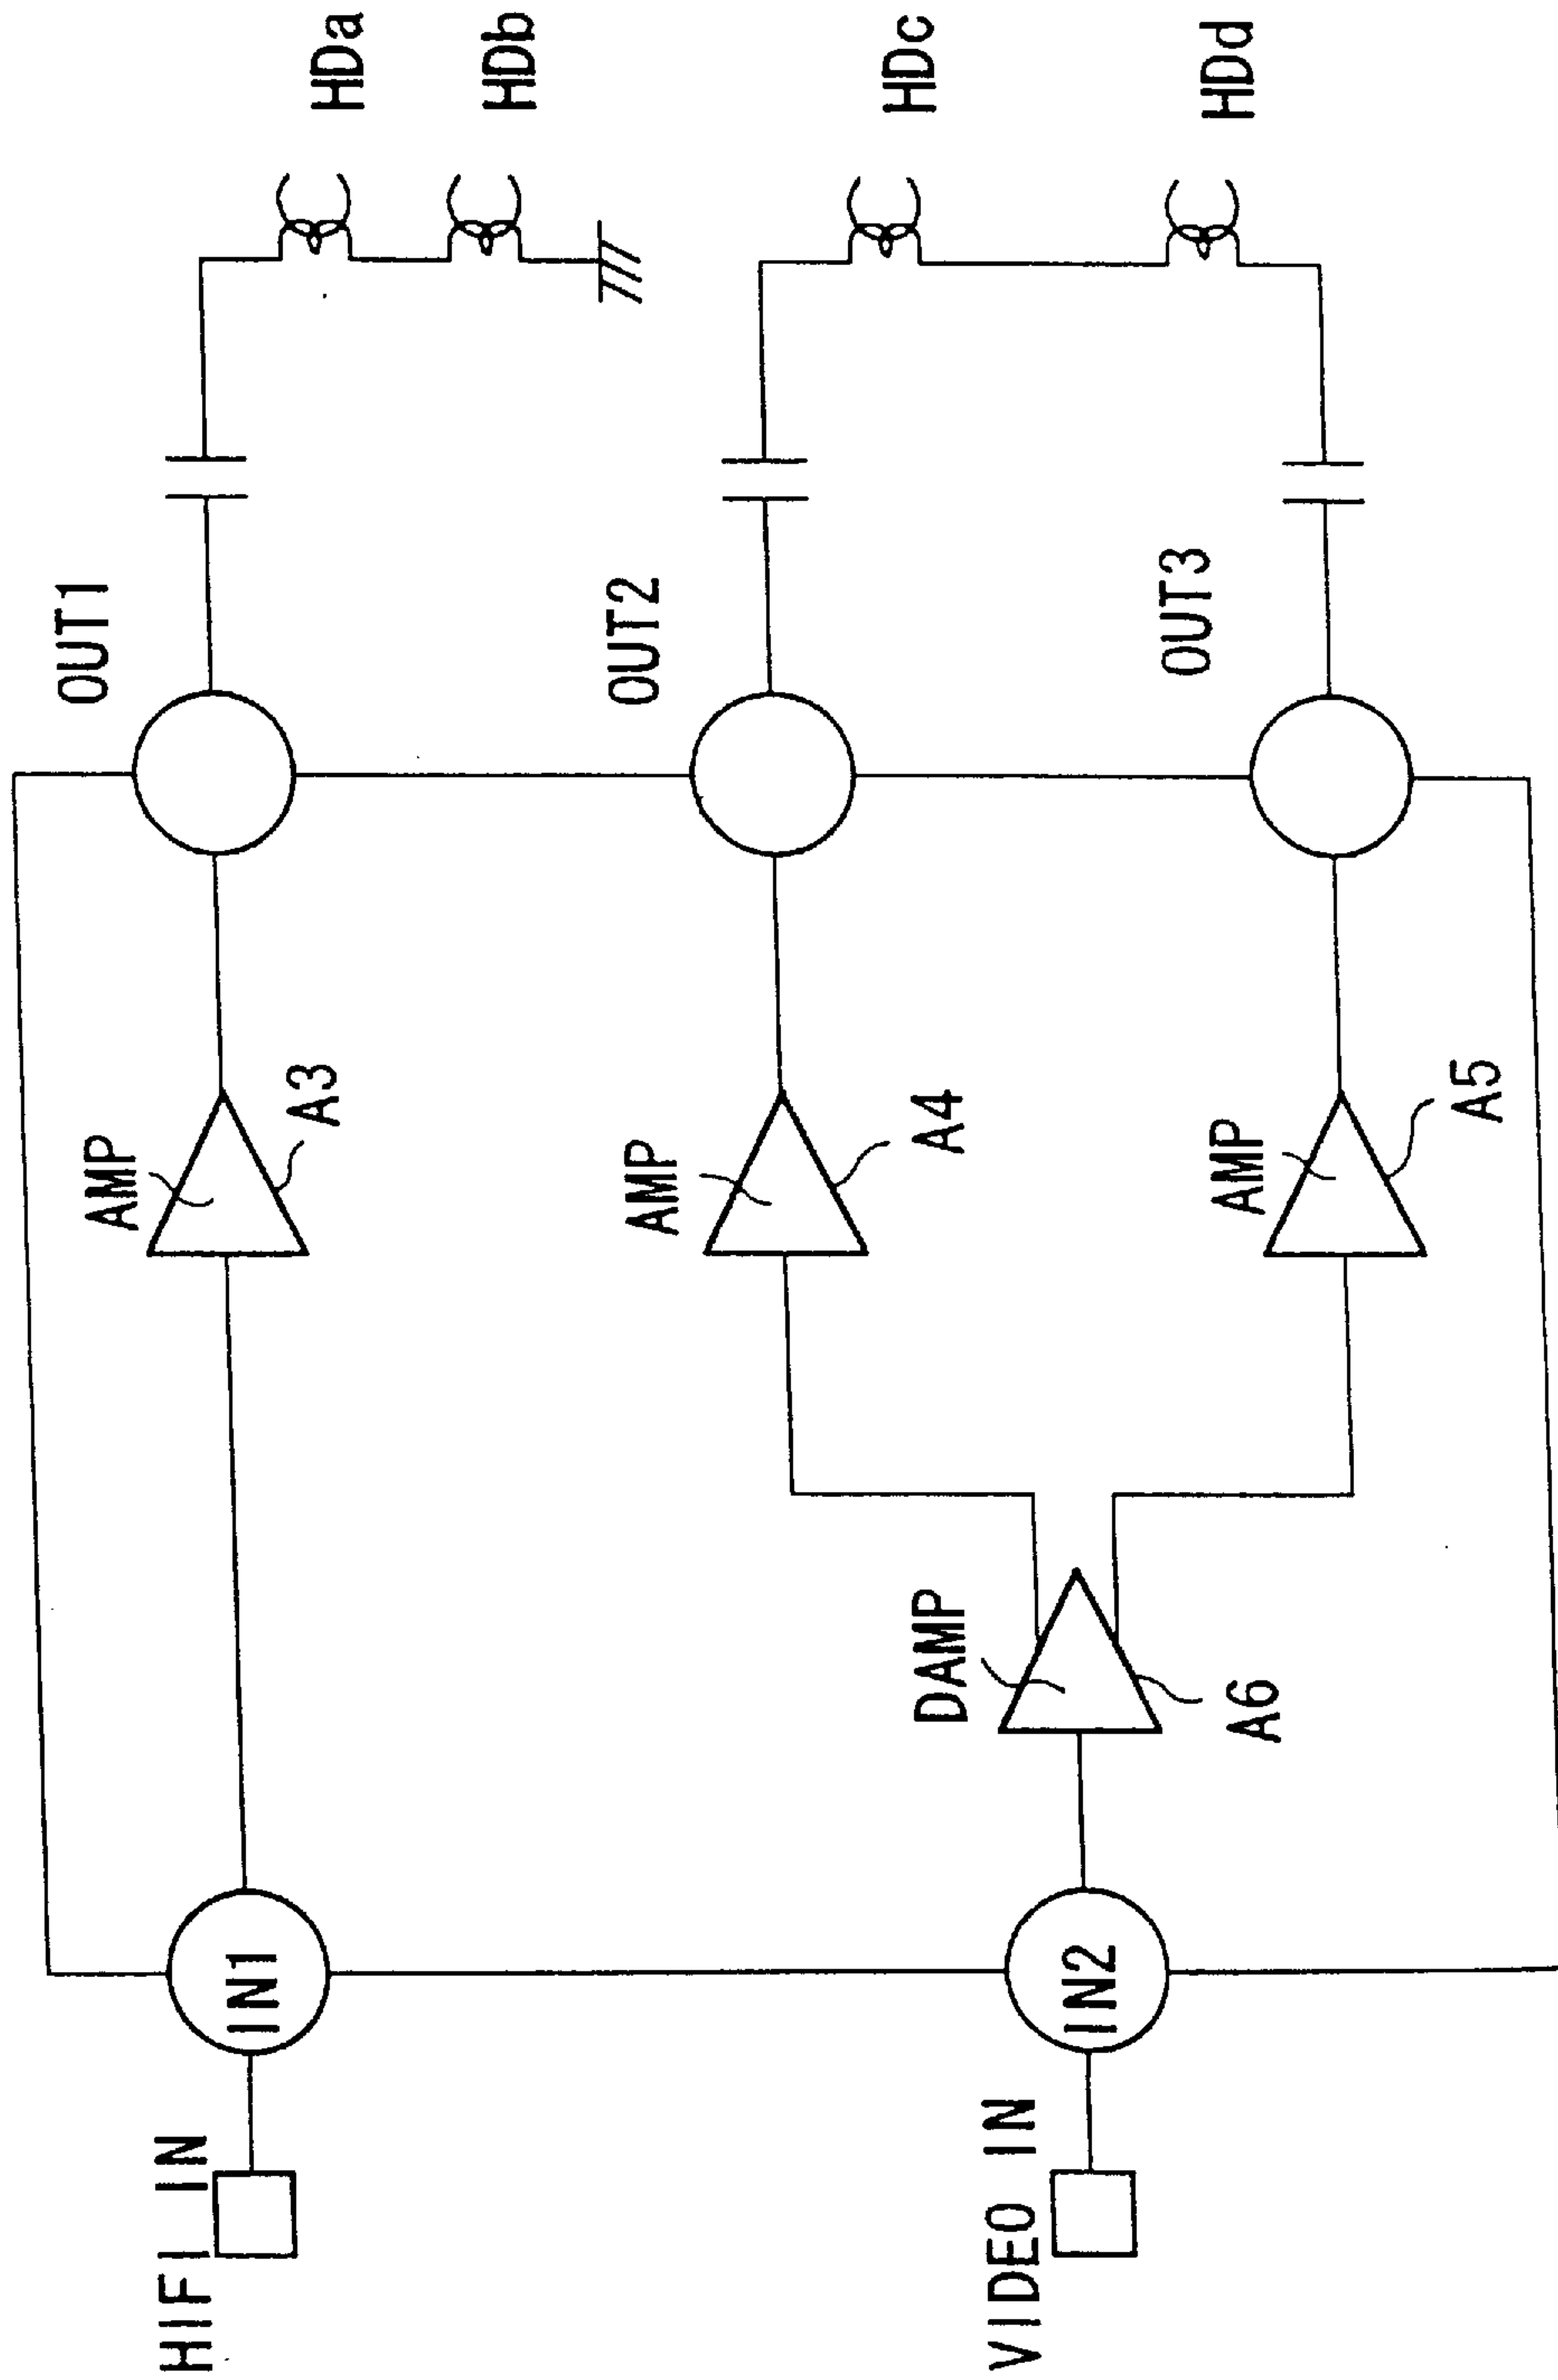 HIFI IN
IN1
AMP
A3
OUT1
HDa
HDb
VIDEO IN
IN2
DAMP
A6
AMP
A4
OUT2
HDc
AMP
A5
OUT3
HDd